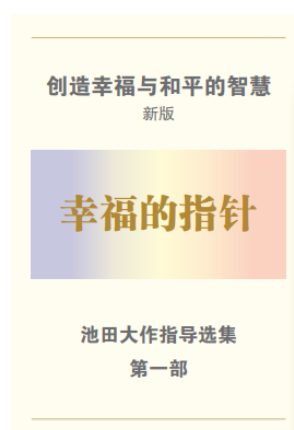 创造幸福与和平的智慧
新版
幸福的指针
池田大作指导选集
第一部